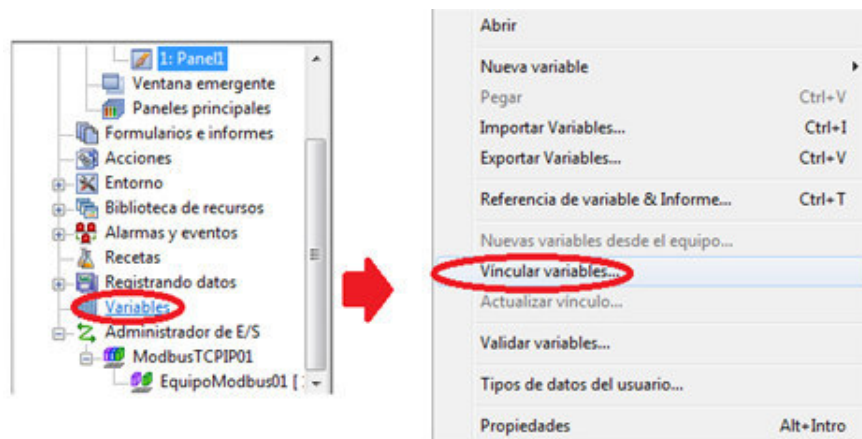 1: Panel1
Ventana emergente
Paneles principales
Formularios e informes
Acciones
Entorno
Biblioteca de recursos
Alarmas y eventos
Recetas
Registrando datos
Variables
Administrador de E/S
ModbusTCPIP01
EquipoModbus01 [
Abrir
Nueva variable
Pegar Ctrl+V
Importar Variables... Ctrl+I
Exportar Variables... Ctrl+V
Referencia de variable & Informe... Ctrl+T
Nuevas variables desde el equipo...
Vincular variables...
Actualizar vínculo...
Validar variables...
Tipos de datos del usuario...
Propiedades Alt+Intro